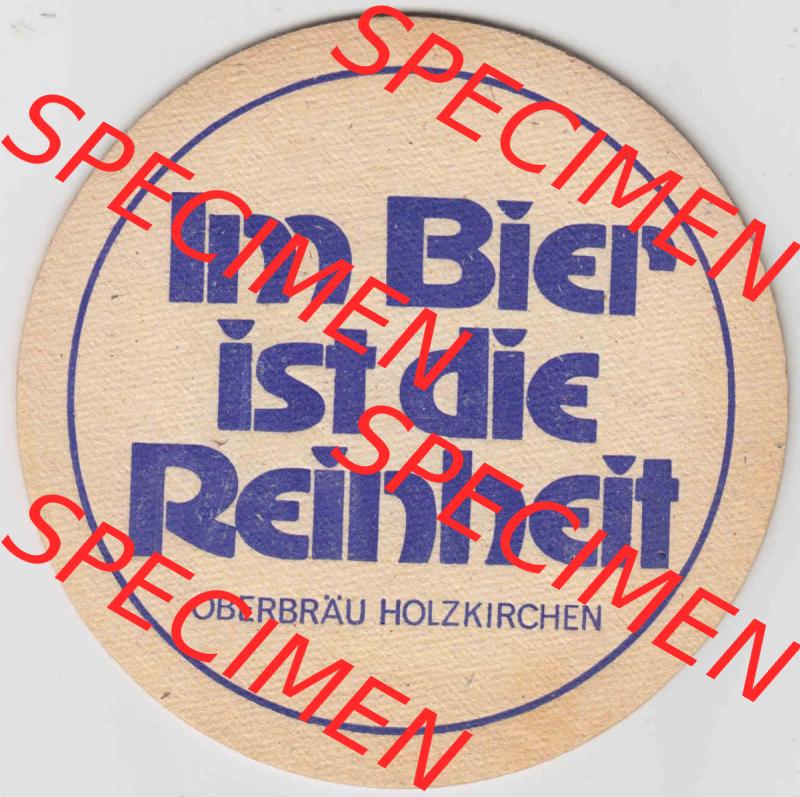 Im Bier
ist die
Reinheit
OBERBRÄU HOLZKIRCHEN
SPECIMEN
SPECIMEN
SPECIMEN
SPECIMEN